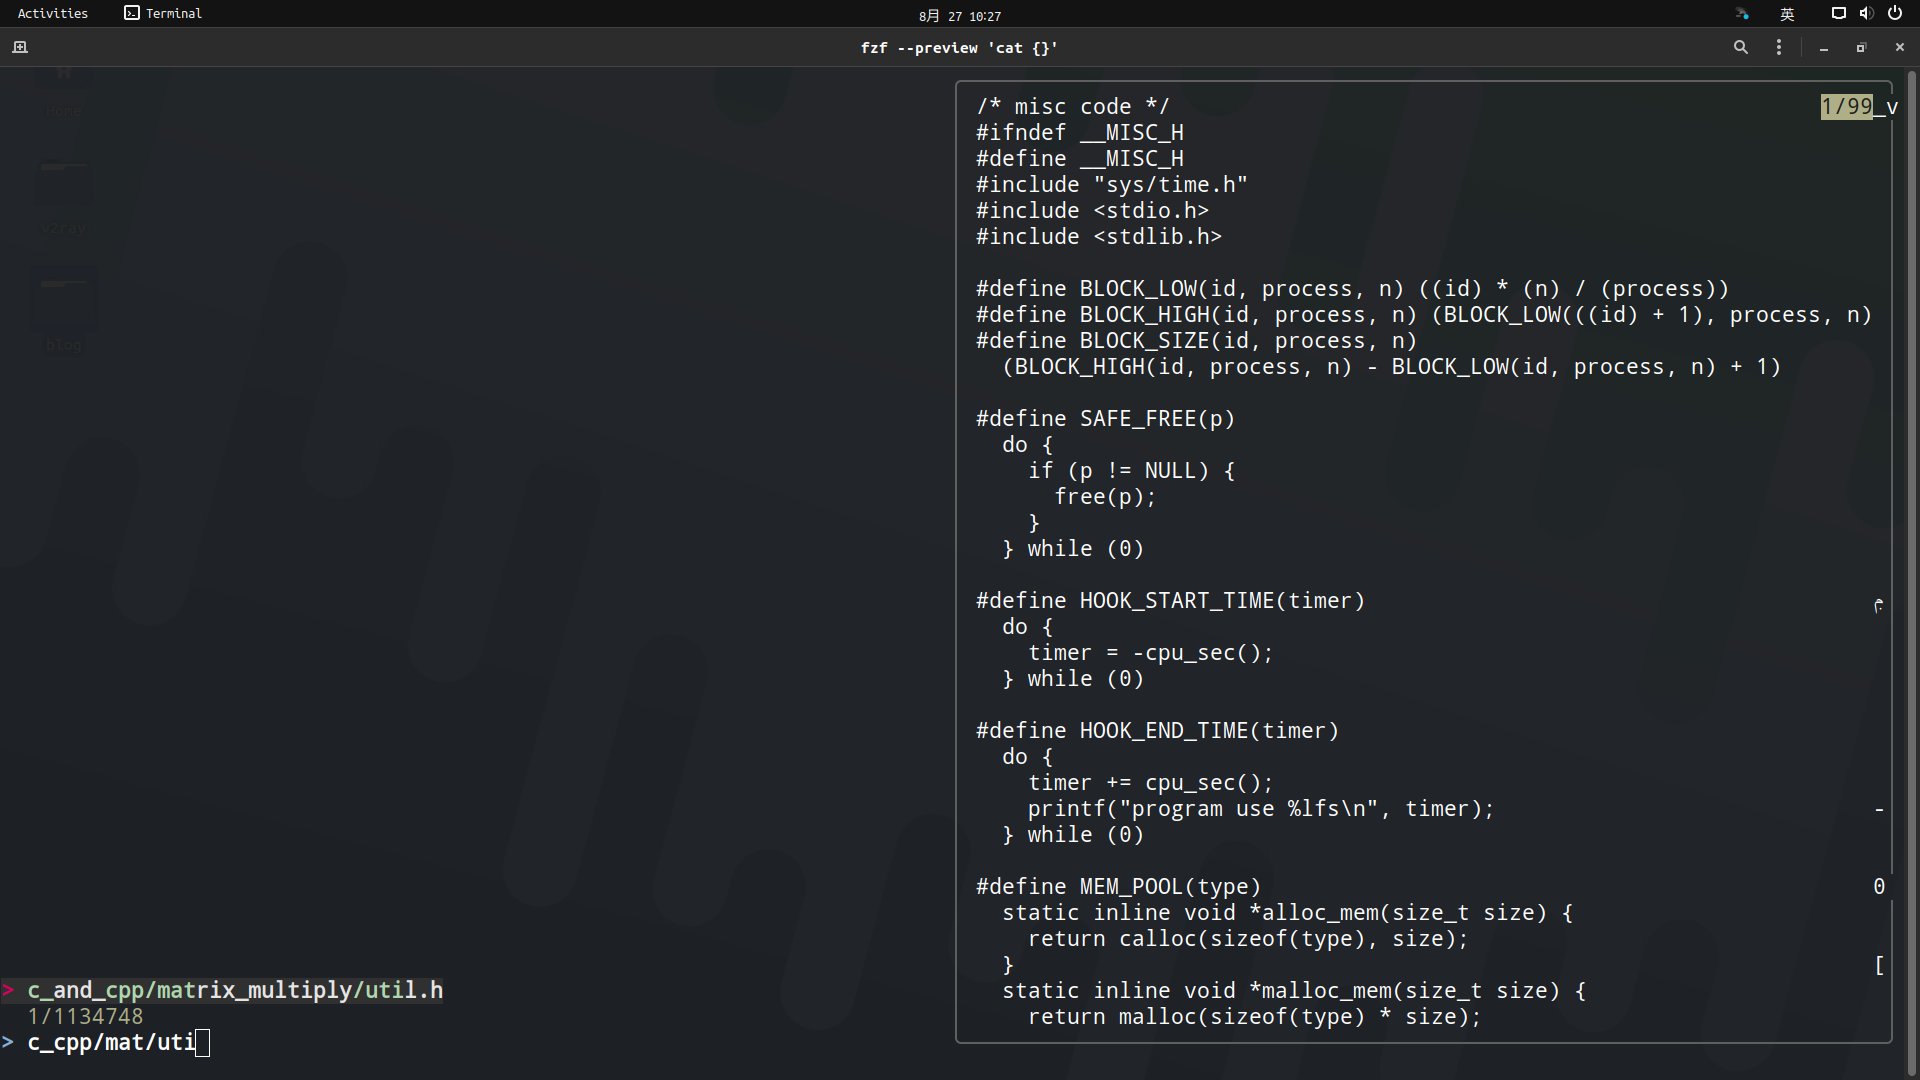 Activities
Terminal
8月 27 10:27
英
fzf --preview 'cat {}'
Home
v2ray
blog
/* misc code */
1/99_v
#ifndef __MISC_H
#define __MISC_H
#include "sys/time.h"
#include <stdio.h>
#include <stdlib.h>
#define BLOCK_LOW(id, process, n) ((id) * (n) / (process))
#define BLOCK_HIGH(id, process, n) (BLOCK_LOW(((id) + 1), process, n)
#define BLOCK_SIZE(id, process, n)
(BLOCK_HIGH(id, process, n) - BLOCK_LOW(id, process, n) + 1)
#define SAFE_FREE(p)
do {
if (p != NULL) {
free(p);
}
} while (0)
#define HOOK_START_TIME(timer)
do {
timer = -cpu_sec();
} while (0)
#define HOOK_END_TIME(timer)
do {
timer += cpu_sec();
printf("program use %lfs\n", timer);
-
} while (0)
#define MEM_POOL(type)
0
static inline void *alloc_mem(size_t size) {
return calloc(sizeof(type), size);
}
[
static inline void *malloc_mem(size_t size) {
return malloc(sizeof(type) * size);
> c_and_cpp/matrix_multiply/util.h
1/1134748
> c_cpp/mat/uti